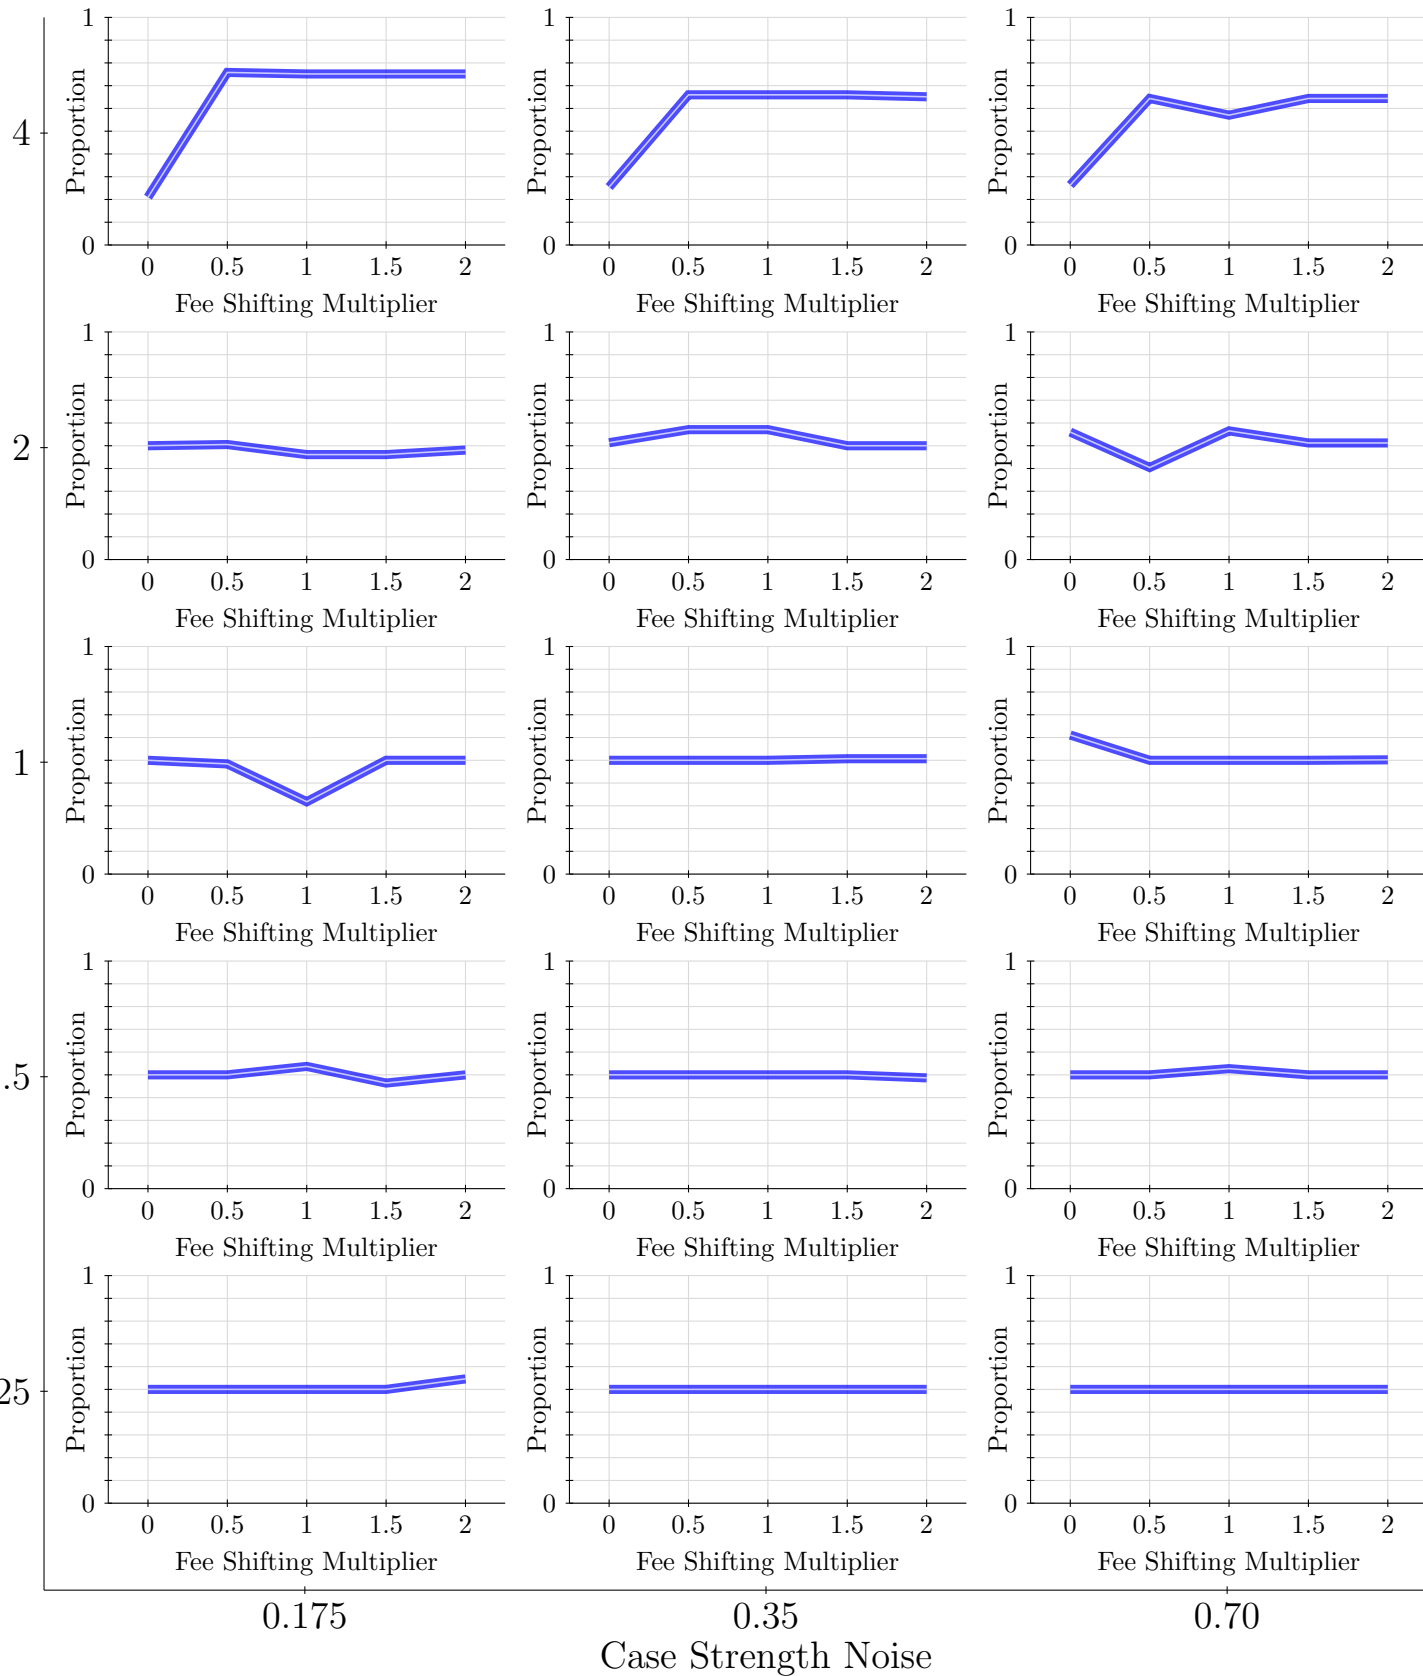 1 1 1
Proportion Proportion Proportion
4
0 0 0
0 0.5 1 1.5 2 0 0.5 1 1.5 2 0 0.5 1 1.5 2
Fee Shifting Multiplier Fee Shifting Multiplier Fee Shifting Multiplier
1 1 1
Proportion Proportion Proportion
2
0 0 0
0 0.5 1 1.5 2 0 0.5 1 1.5 2 0 0.5 1 1.5 2
Fee Shifting Multiplier Fee Shifting Multiplier Fee Shifting Multiplier
1 1 1
Proportion Proportion Proportion
1
0 0 0
0 0.5 1 1.5 2 0 0.5 1 1.5 2 0 0.5 1 1.5 2
Fee Shifting Multiplier Fee Shifting Multiplier Fee Shifting Multiplier
1 1 1
Proportion Proportion Proportion
.5
0 0 0
0 0.5 1 1.5 2 0 0.5 1 1.5 2 0 0.5 1 1.5 2
Fee Shifting Multiplier Fee Shifting Multiplier Fee Shifting Multiplier
1 1 1
Proportion Proportion Proportion
25
0 0 0
0 0.5 1 1.5 2 0 0.5 1 1.5 2 0 0.5 1 1.5 2
Fee Shifting Multiplier Fee Shifting Multiplier Fee Shifting Multiplier
0.175 0.35 0.70
Case Strength Noise